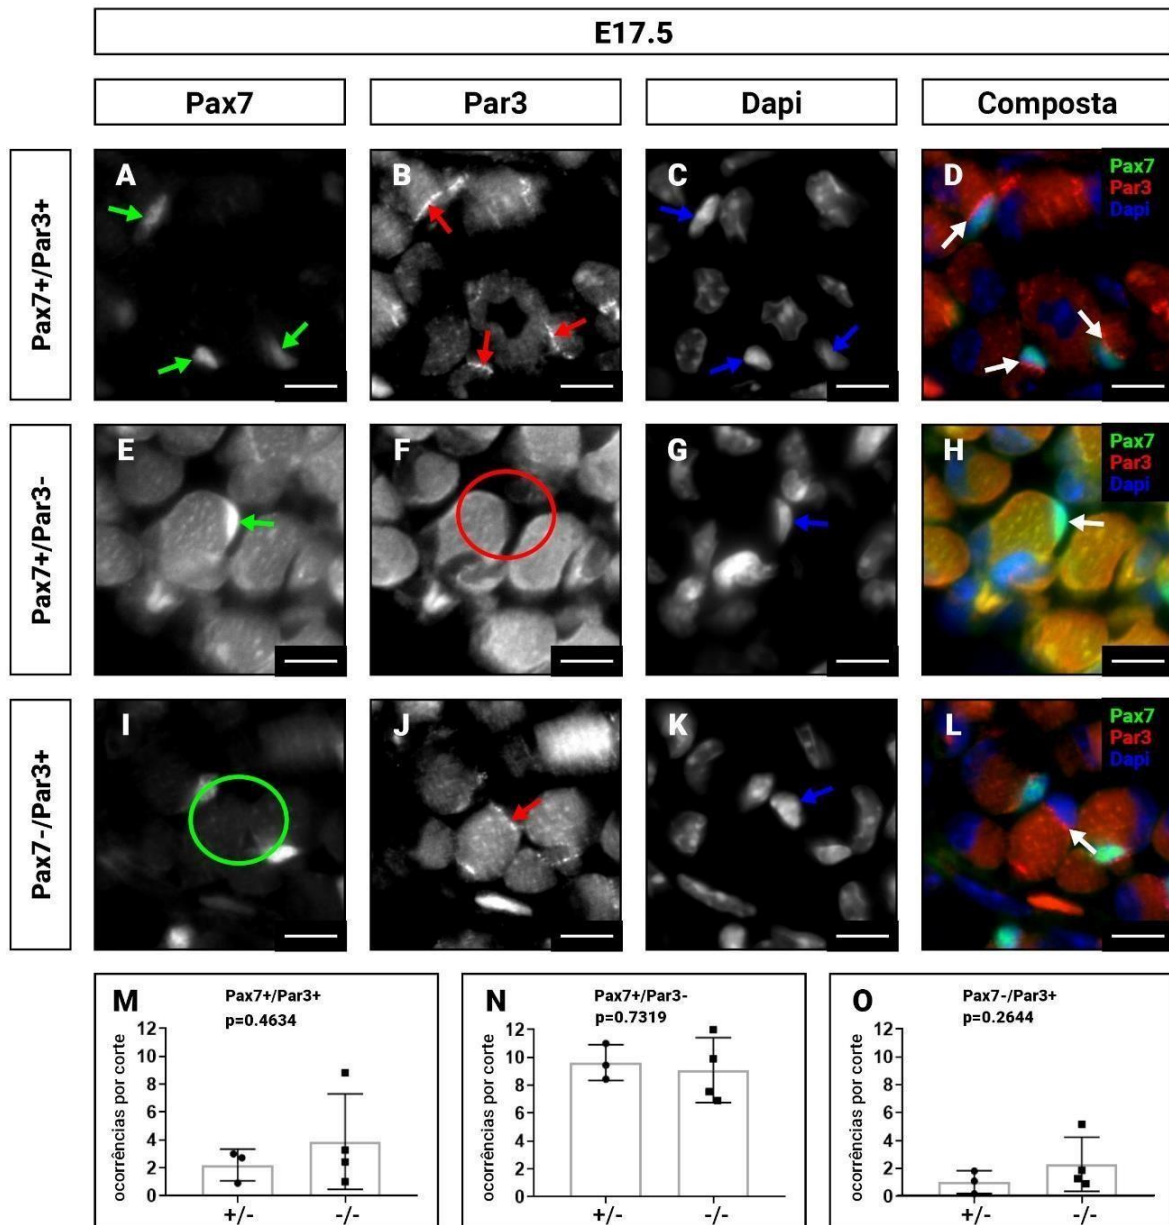 E17.5
Pax7
Par3
Dapi
Composta
Pax7+/Par3+
A
B
C
D
Pax7
Par3
Dapi
Pax7+/Par3-
E
F
G
H
Pax7
Par3
Dapi
Pax7-/Par3+
I
J
K
L
Pax7
Par3
Dapi
M
Pax7+/Par3+
p=0.4634
ocorrências por corte
12
10
8
6
4
2
0
+/-
-/-
N
Pax7+/Par3-
p=0.7319
ocorrências por corte
12
10
8
6
4
2
0
+/-
-/-
O
Pax7-/Par3+
p=0.2644
ocorrências por corte
12
10
8
6
4
2
0
+/-
-/-